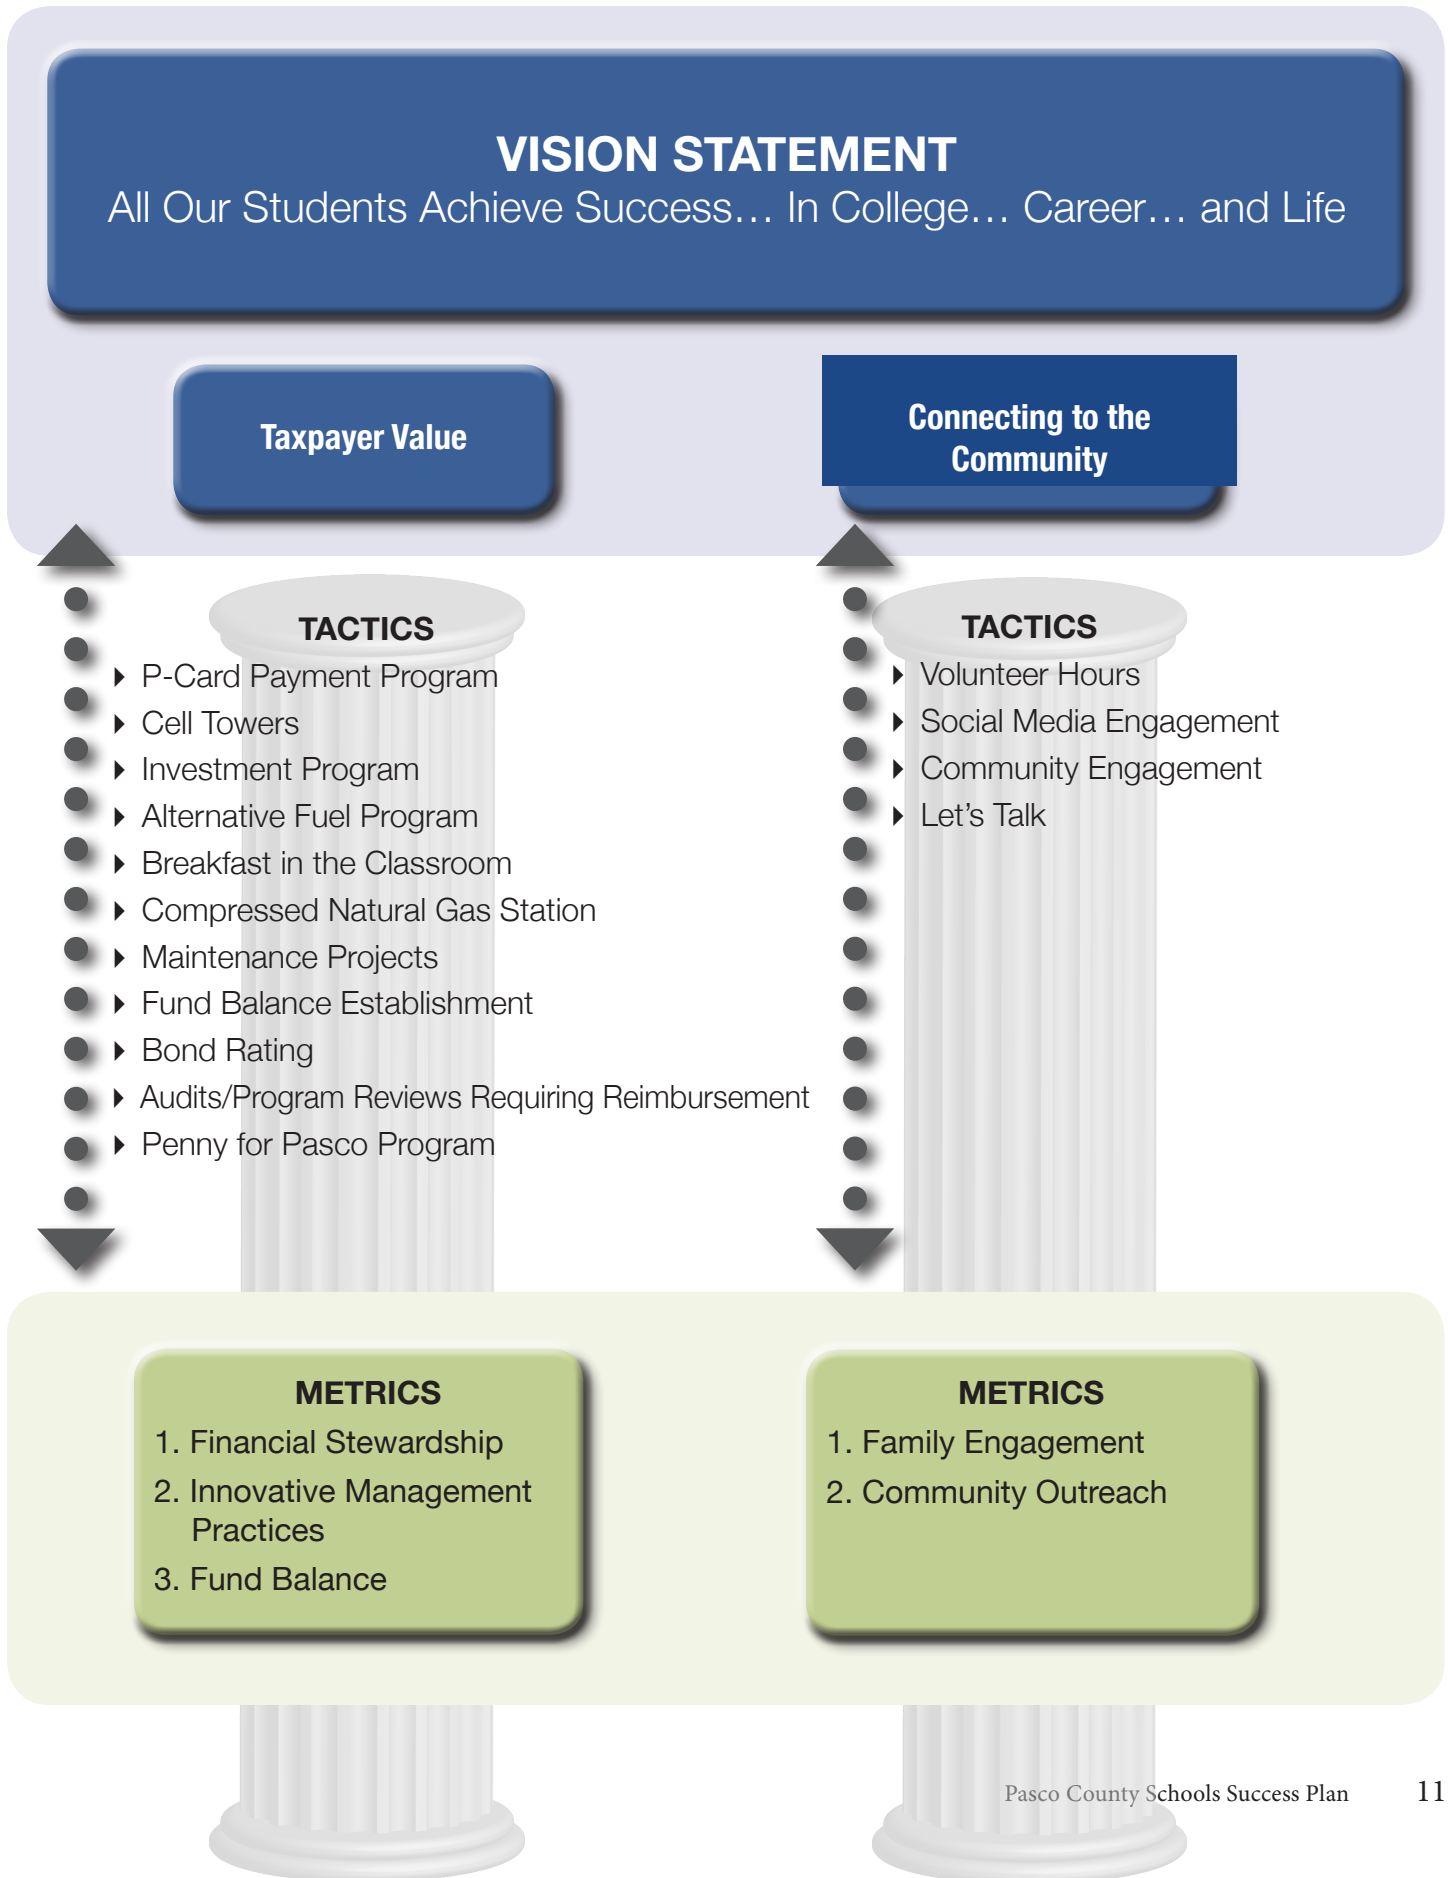 VISION STATEMENT
All Our Students Achieve Success… In College… Career… and Life
Taxpayer Value
Connecting to the
Community
TACTICS
P-Card Payment Program
Cell Towers
Investment Program
Alternative Fuel Program
Breakfast in the Classroom
Compressed Natural Gas Station
Maintenance Projects
Fund Balance Establishment
Bond Rating
Audits/Program Reviews Requiring Reimbursement
Penny for Pasco Program
TACTICS
Volunteer Hours
Social Media Engagement
Community Engagement
Let’s Talk
METRICS
1. Financial Stewardship
2. Innovative Management
Practices
3. Fund Balance
METRICS
1. Family Engagement
2. Community Outreach
Pasco County Schools Success Plan 11